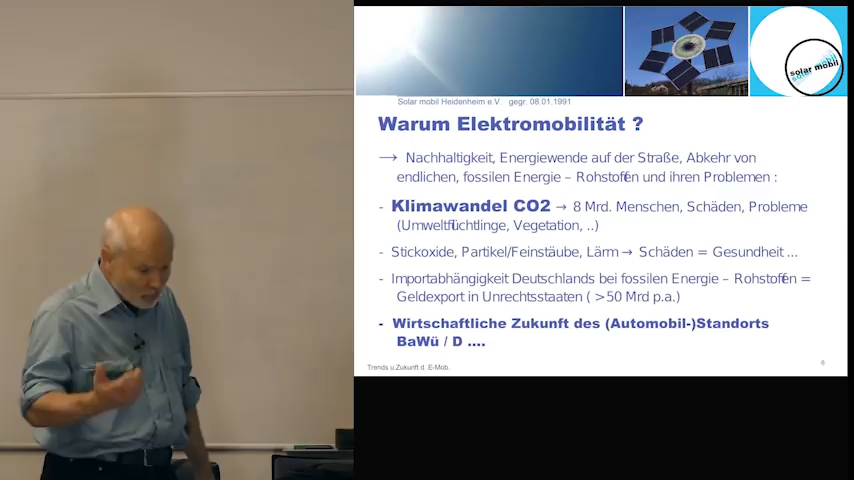 solar mobil
solar mobil
Solar mobil Heidenheim e.V. gegr. 08.01.1991
Warum Elektromobilität ?
→ Nachhaltigkeit, Energiewende auf der Straße, Abkehr von
endlichen, fossilen Energie – Rohstoffen und ihren Problemen :
- Klimawandel CO2 → 8 Mrd. Menschen, Schäden, Probleme
(Umweltflüchtlinge, Vegetation, ..)
- Stickoxide, Partikel/Feinstäube, Lärm → Schäden = Gesundheit ...
- Importabhängigkeit Deutschlands bei fossilen Energie – Rohstoffen =
Geldexport in Unrechtsstaaten ( >50 Mrd p.a.)
- Wirtschaftliche Zukunft des (Automobil-)Standorts
BaWü / D ....
Trends u.Zukunft d. E-Mob.
6